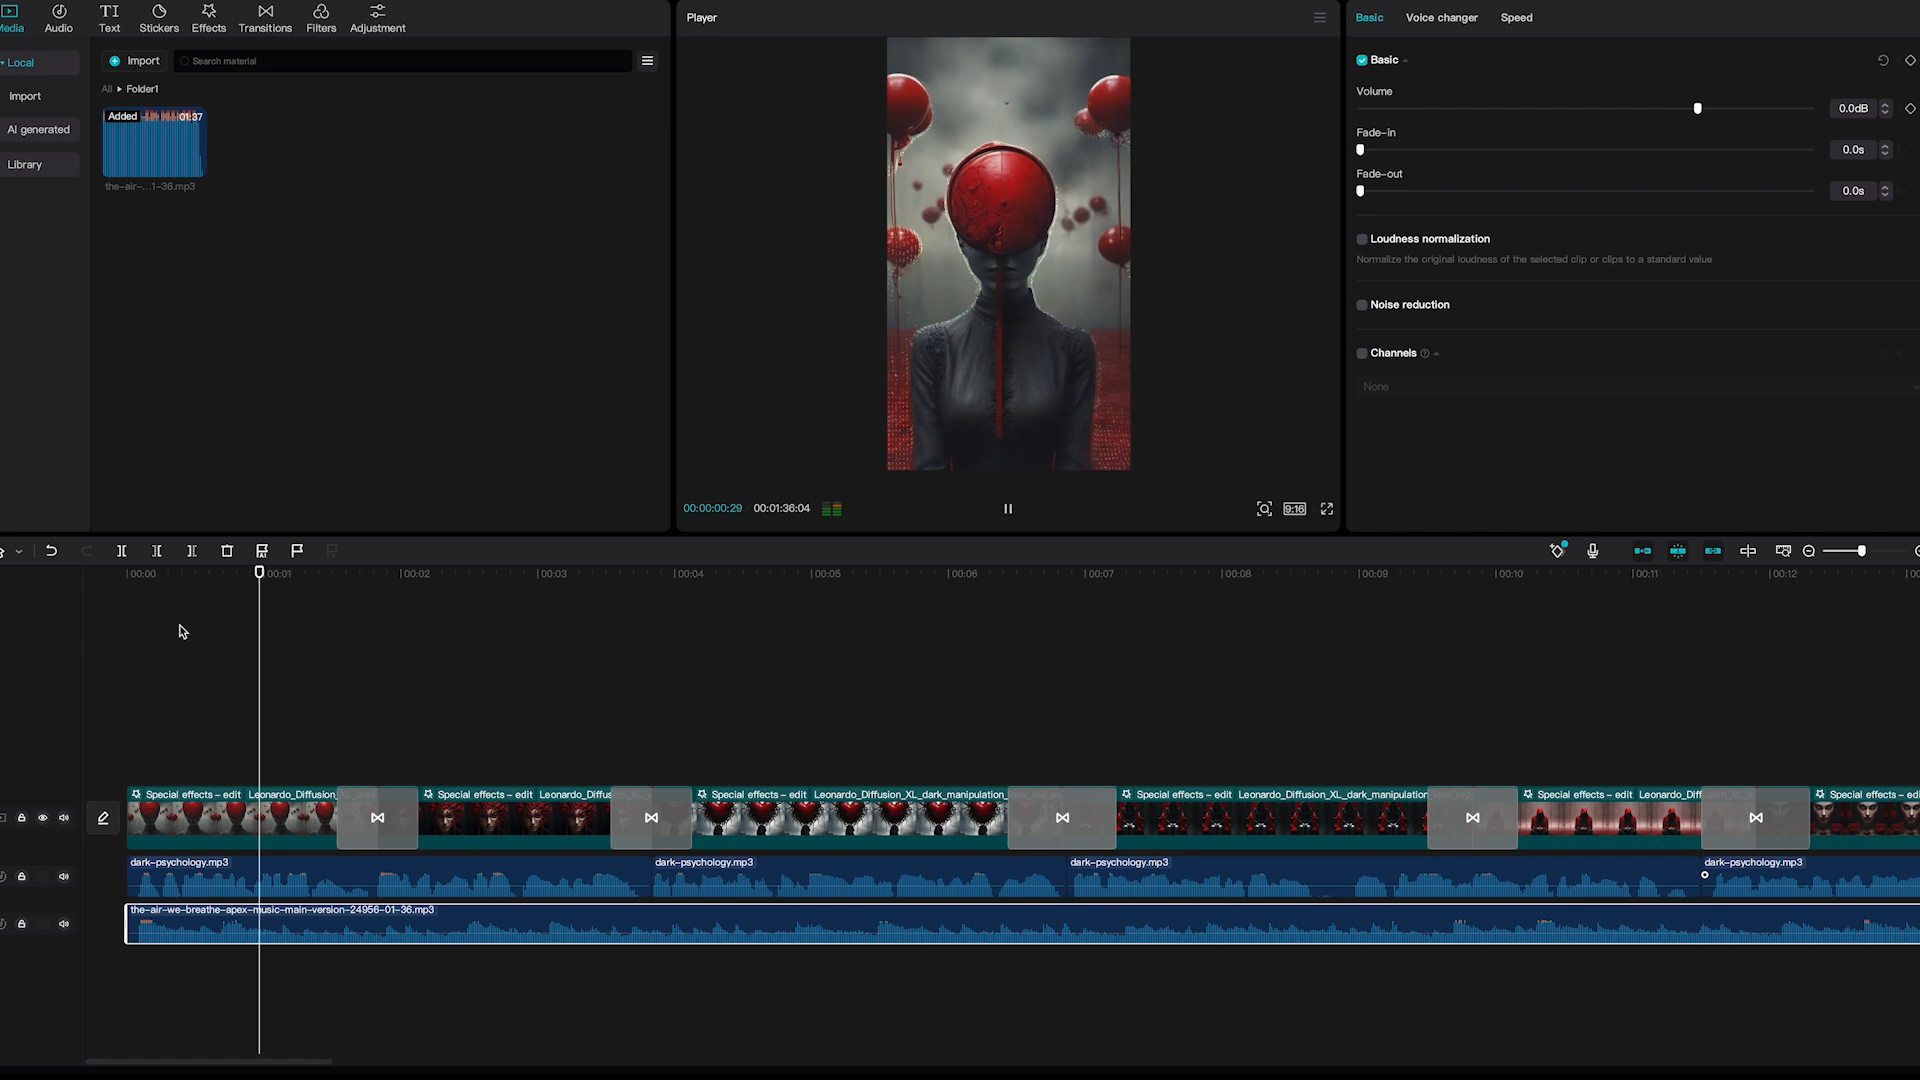 Media Audio Text Stickers Effects Transitions Filters Adjustment
Local
Import
AI generated
Library
Import
Search material
All Folder1
Added 01:37
the-air-...1-36.mp3
Player
00:00:00:29 00:01:36:04
9:16
Basic Voice changer Speed
Basic
Volume
0.0dB
Fade-in
0.0s
Fade-out
0.0s
Loudness normalization
Normalize the original loudness of the selected clip or clips to a standard value
Noise reduction
Channels
None
00:00 00:01 00:02 00:03 00:04 00:05 00:06 00:07 00:08 00:09 00:10 00:11 00:12
Special effects – edit Leonardo_Diffusion_XL_ Special effects – edit Leonardo_Diffusion_XL_ Special effects – edit Leonardo_Diffusion_XL_dark_manipulation_ Special effects – edit Leonardo_Diffusion_XL_dark_manipulation Special effects – edit Leonardo_Diff Special effects – edi
dark-psychology.mp3 dark-psychology.mp3 dark-psychology.mp3 dark-psychology.mp3
the-air-we-breathe-apex-music-main-version-24956-01-36.mp3